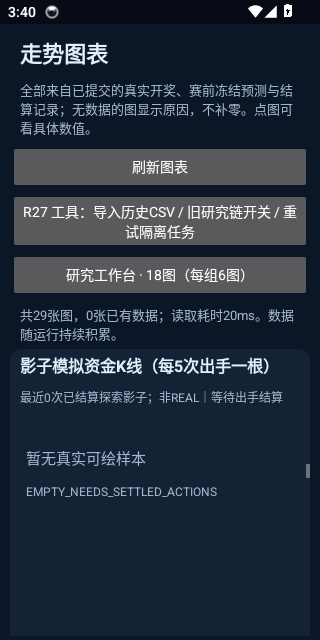 3:40
走势图表
全部来自已提交的真实开奖、赛前冻结预测与结
算记录；无数据的图显示原因，不补零。点图可
看具体数值。
刷新图表
R27 工具：导入历史CSV / 旧研究链开关 / 重
试隔离任务
研究工作台 · 18图（每组6图）
共29张图，0张已有数据；读取耗时20ms。数据
随运行持续积累。
影子模拟资金K线（每5次出手一根）
最近0次已结算探索影子；非REAL｜等待出手结算
暂无真实可绘样本
EMPTY_NEEDS_SETTLED_ACTIONS